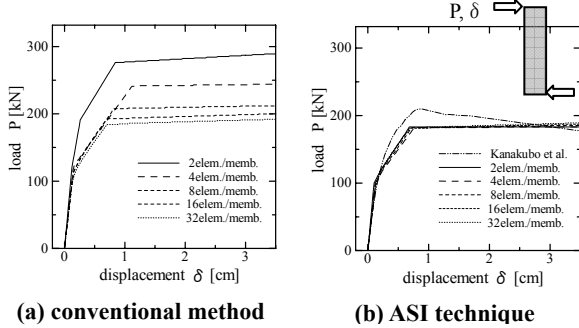 300
200
100
0
load P [kN]
2elem./memb.
4elem./memb.
8elem./memb.
16elem./memb.
32elem./memb.
0 1 2 3
displacement δ [cm]
(a) conventional method
P, δ
300
200
100
0
load P [kN]
Kanakubo et al.
2elem./memb.
4elem./memb.
8elem./memb.
16elem./memb.
32elem./memb.
0 1 2 3
displacement δ [cm]
(b) ASI technique